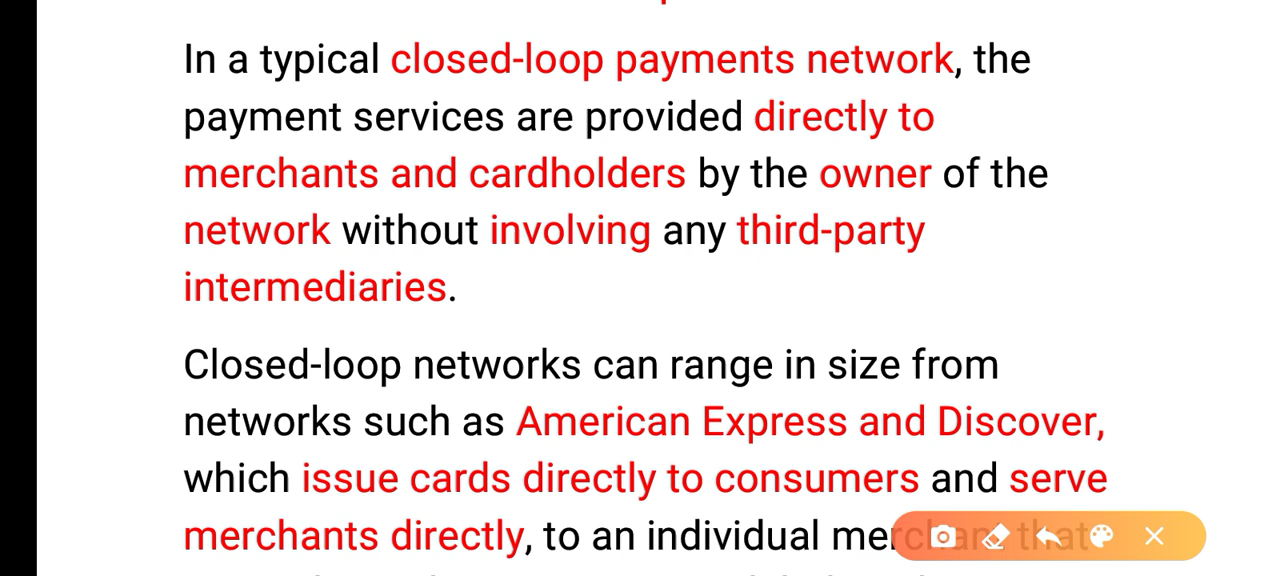 In a typical closed-loop payments network, the
payment services are provided directly to
merchants and cardholders by the owner of the
network without involving any third-party
intermediaries.
Closed-loop networks can range in size from
networks such as American Express and Discover,
which issue cards directly to consumers and serve
merchants directly, to an individual merchant that